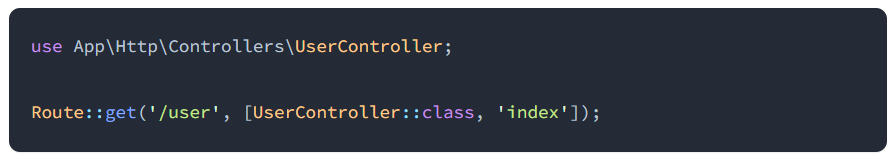 use App\Http\Controllers\UserController;
Route::get('/user', [UserController::class, 'index']);